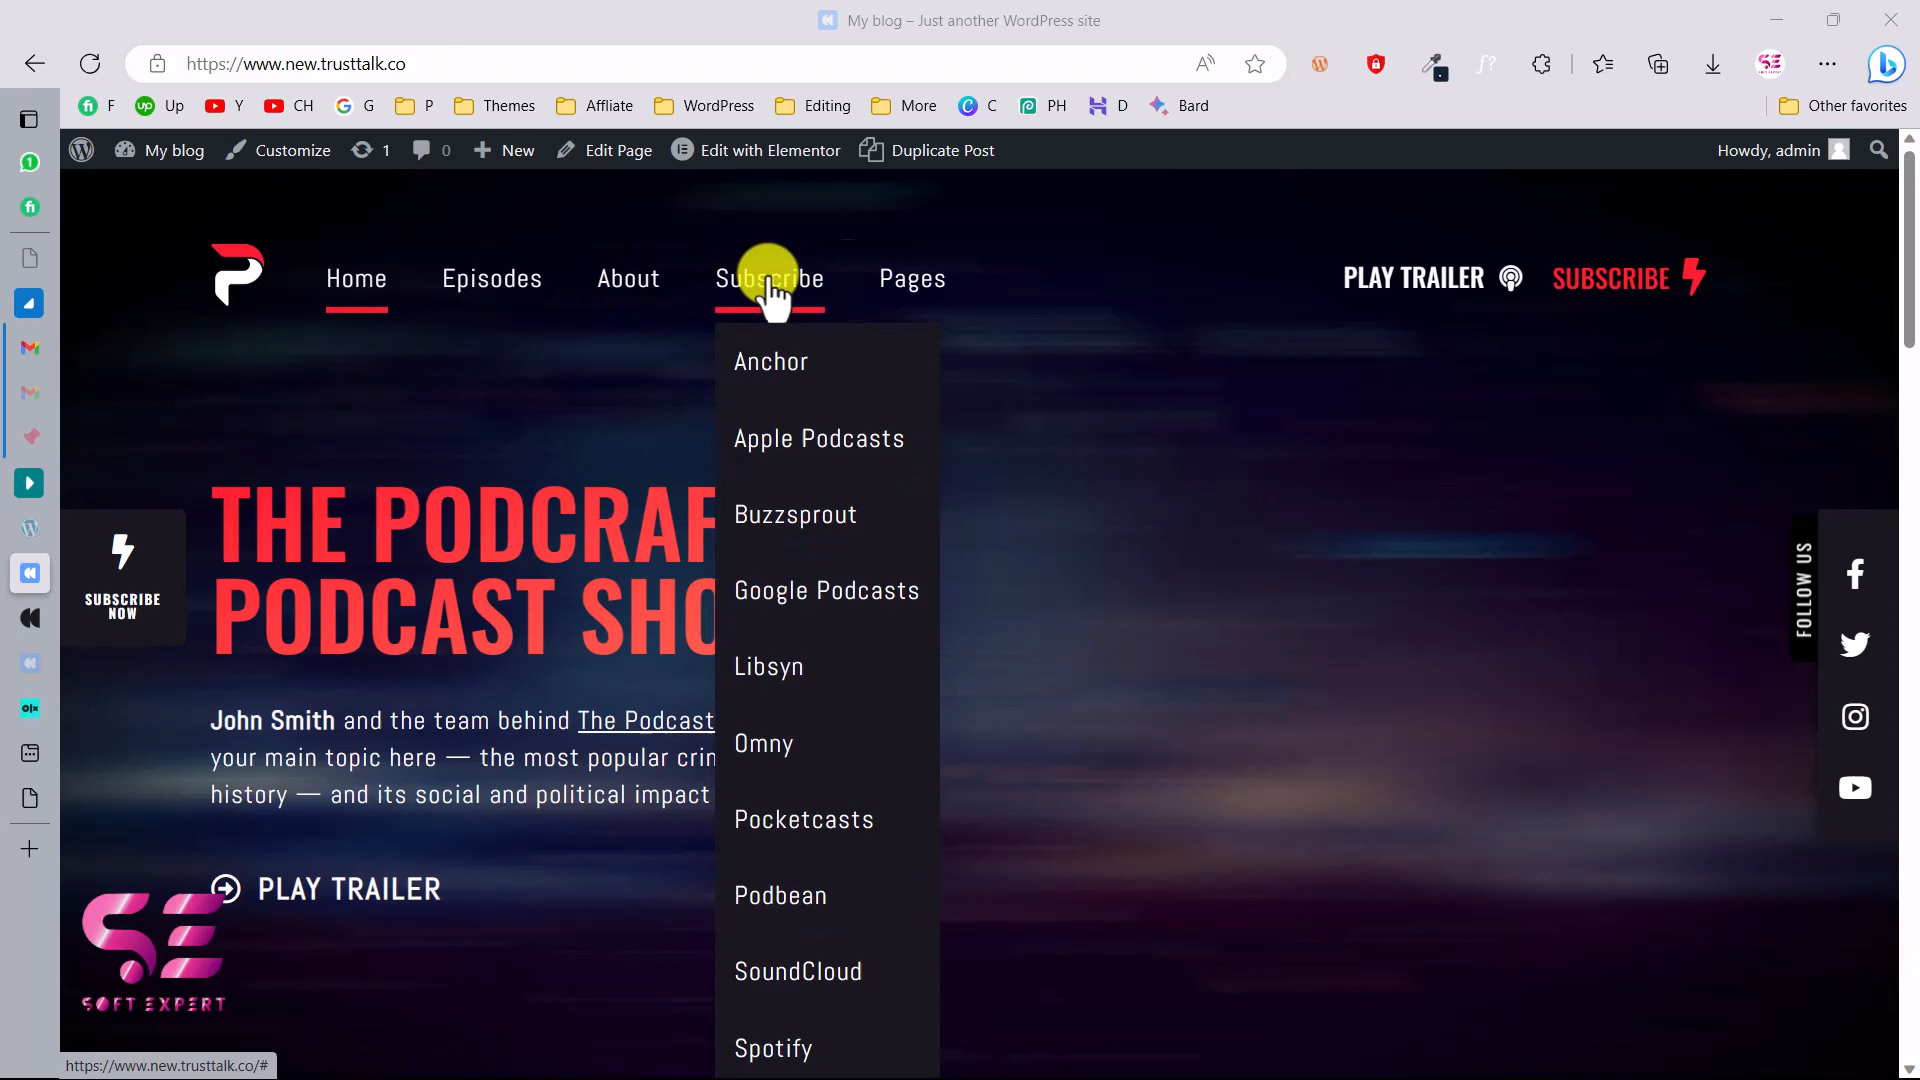 My blog – Just another WordPress site
https://www.new.trusttalk.co
F Up Y CH G P Themes Affliate WordPress Editing More C PH D Bard Other favorites
My blog Customize 1 0 New Edit Page Edit with Elementor Duplicate Post Howdy, admin
Home Episodes About Subscribe Pages PLAY TRAILER SUBSCRIBE
Anchor
Apple Podcasts
Buzzsprout
Google Podcasts
Libsyn
Omny
Pocketcasts
Podbean
SoundCloud
Spotify
THE PODCRAF
PODCAST SHO
SUBSCRIBE
NOW
John Smith and the team behind The Podcast
your main topic here — the most popular crin
history — and its social and political impact
PLAY TRAILER
FOLLOW US
SE
SOFT EXPERT
https://www.new.trusttalk.co/#